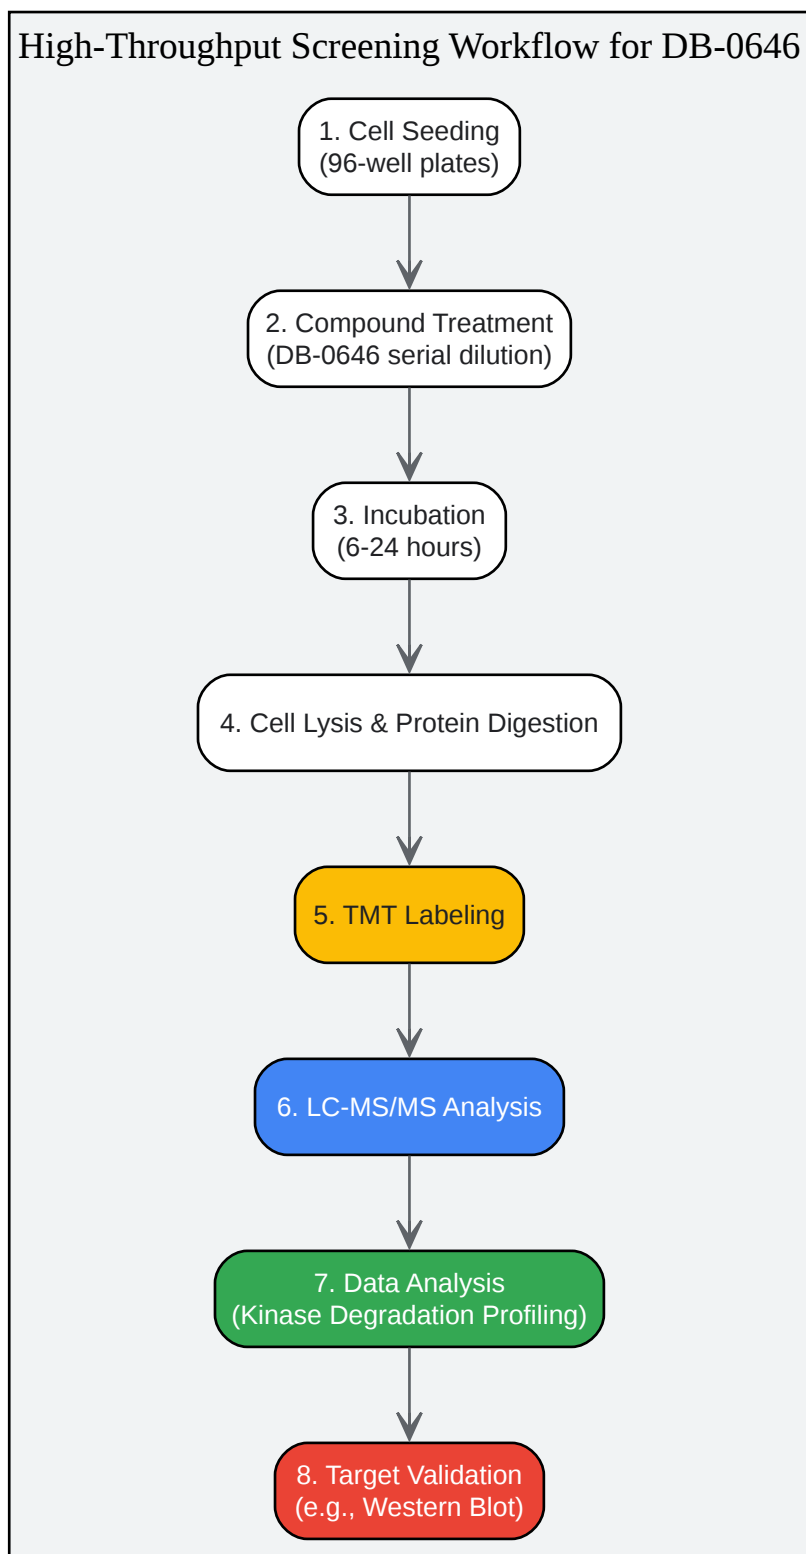 High-Throughput Screening Workflow for DB-0646
1. Cell Seeding
(96-well plates)
2. Compound Treatment
(DB-0646 serial dilution)
3. Incubation
(6-24 hours)
4. Cell Lysis & Protein Digestion
5. TMT Labeling
6. LC-MS/MS Analysis
7. Data Analysis
(Kinase Degradation Profiling)
8. Target Validation
(e.g., Western Blot)